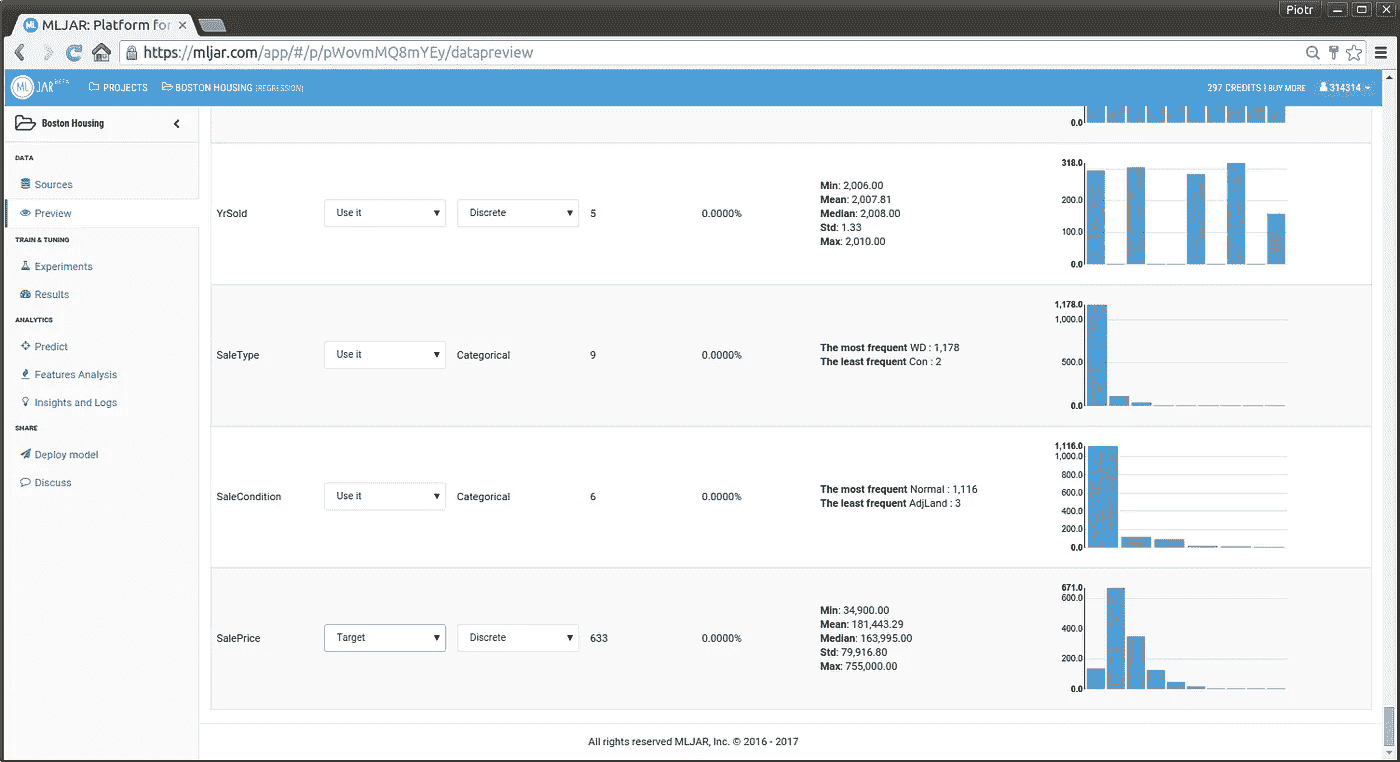 Piotr
MLJAR: Platform for
https://mljar.com/app/#/p/pWovmMQ8mYEy/datapreview
ML JAR BETA PROJECTS BOSTON HOUSING (REGRESSION) 297 CREDITS | BUY MORE 314314
Boston Housing
DATA
Sources
Preview
TRAIN & TUNING
Experiments
Results
ANALYTICS
Predict
Features Analysis
Insights and Logs
SHARE
Deploy model
Discuss
0.0
YrSold Use it Discrete 5 0.0000%
Min: 2,006.00
Mean: 2,007.81
Median: 2,008.00
Std: 1.33
Max: 2,010.00
318.0
200.0
100.0
0.0
SaleType Use it Categorical 9 0.0000%
The most frequent WD : 1,178
The least frequent Con : 2
1,178.0
1,000.0
500.0
0.0
SaleCondition Use it Categorical 6 0.0000%
The most frequent Normal : 1,116
The least frequent AdjLand : 3
1,116.0
1,000.0
800.0
600.0
400.0
200.0
0.0
SalePrice Target Discrete 633 0.0000%
Min: 34,900.00
Mean: 181,443.29
Median: 163,995.00
Std: 79,916.80
Max: 755,000.00
671.0
600.0
400.0
200.0
0.0
All rights reserved MLJAR, Inc. © 2016 - 2017